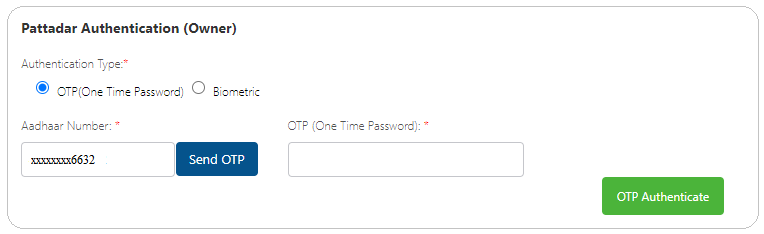 Pattadar Authentication (Owner)
Authentication Type:*
OTP(One Time Password) Biometric
Aadhaar Number: * OTP (One Time Password): *
xxxxxxxx6632 Send OTP
OTP Authenticate